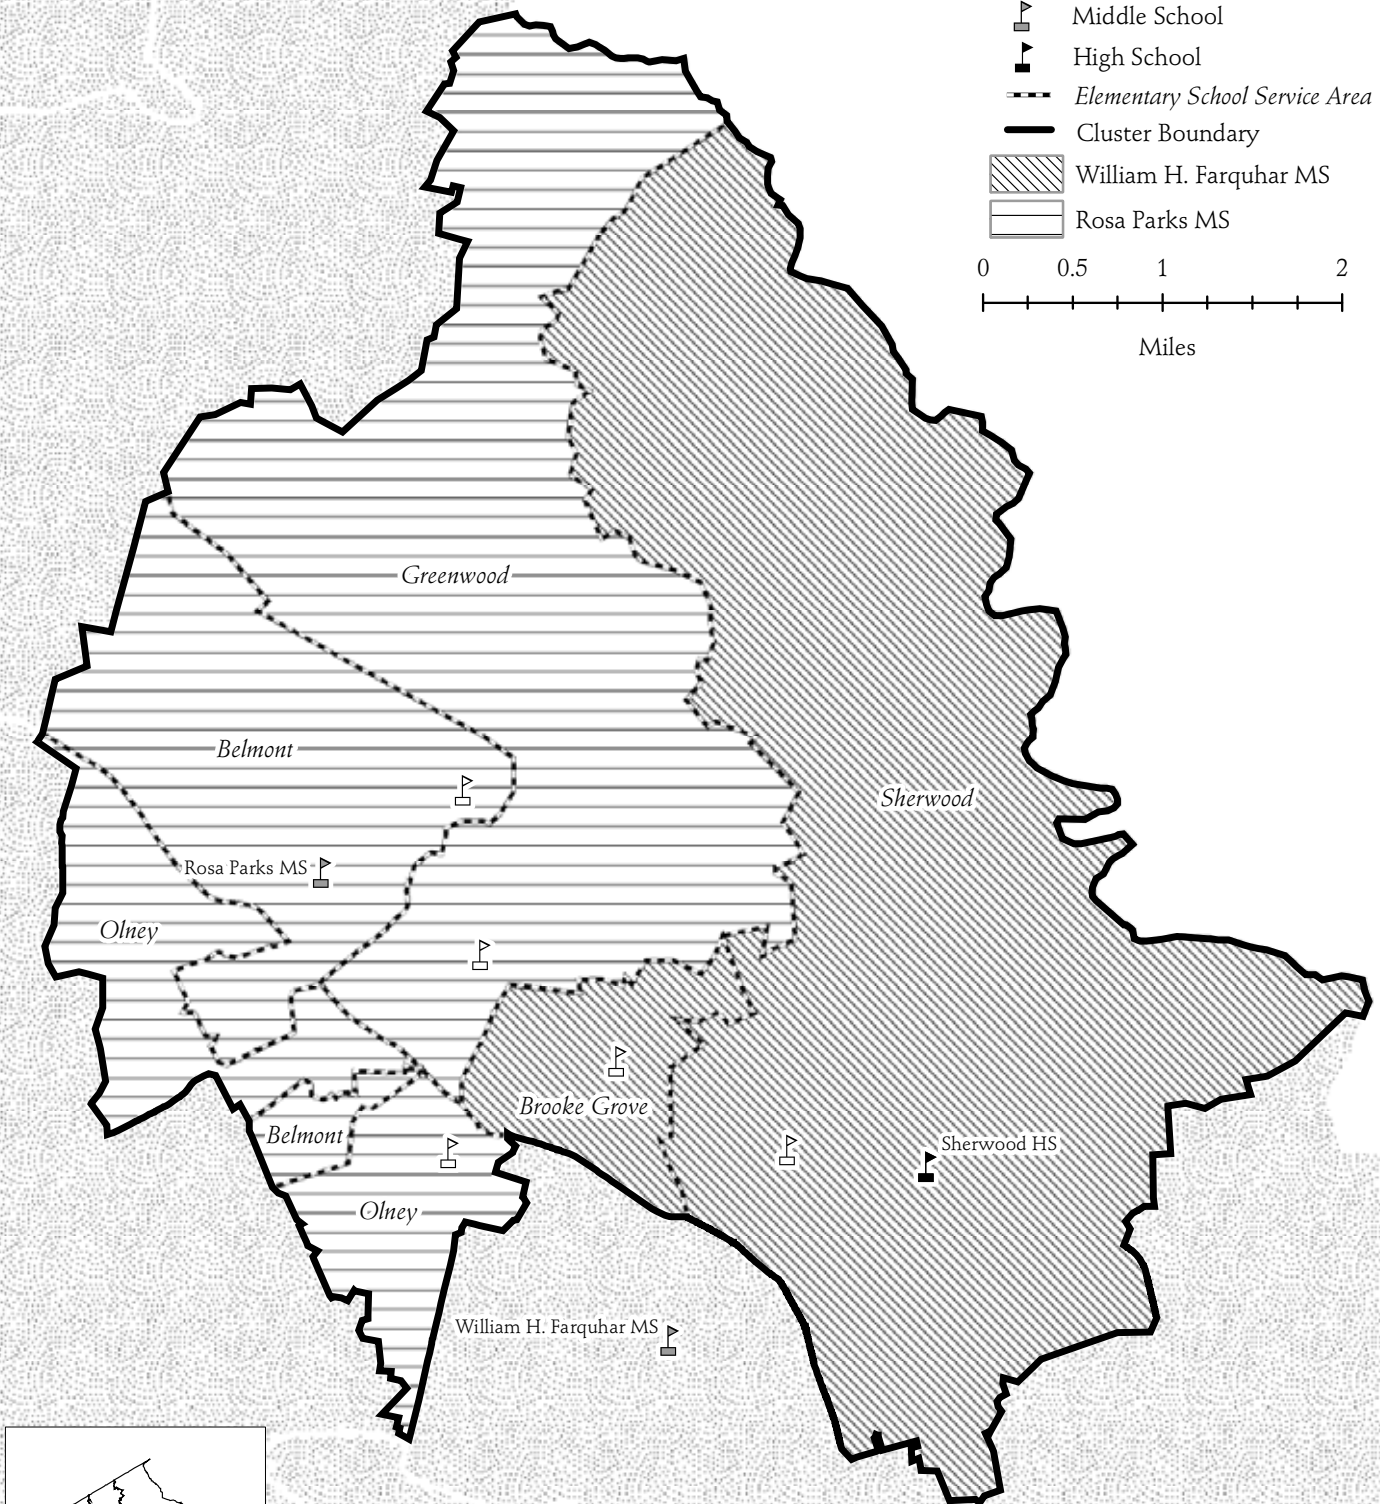 Middle School
High School
Elementary School Service Area
Cluster Boundary
William H. Farquhar MS
Rosa Parks MS
0 0.5 1 2
Miles
Greenwood
Belmont
Sherwood
Rosa Parks MS
Olney
Brooke Grove
Belmont
Sherwood HS
Olney
William H. Farquhar MS